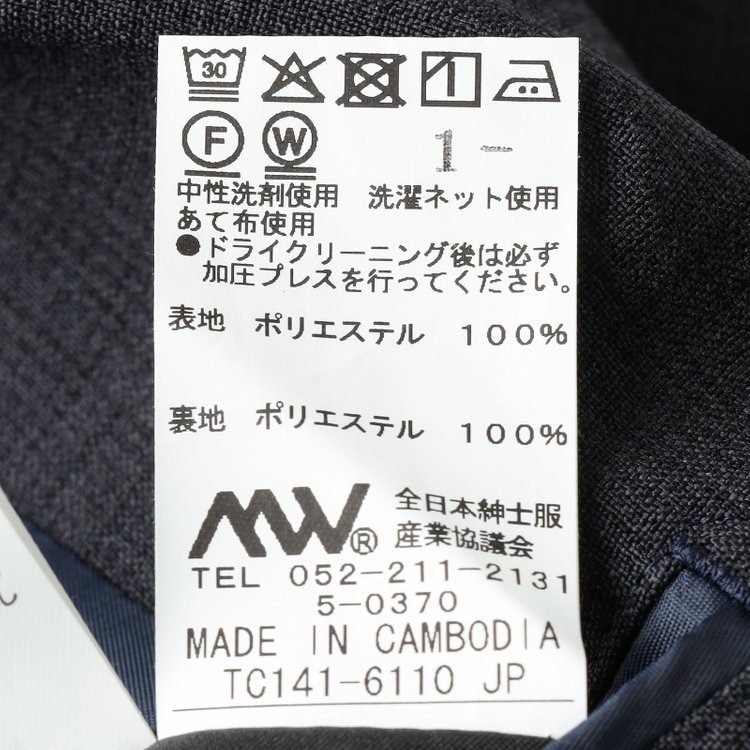 30
F W 1-
中性洗剤使用 洗濯ネット使用
あて布使用
●ドライクリーニング後は必ず
加圧プレスを行ってください。
表地 ポリエステル 100%
裏地 ポリエステル 100%
MW® 全日本紳士服
産業協議会
TEL 052-211-2131
5-0370
MADE IN CAMBODIA
TC141-6110 JP